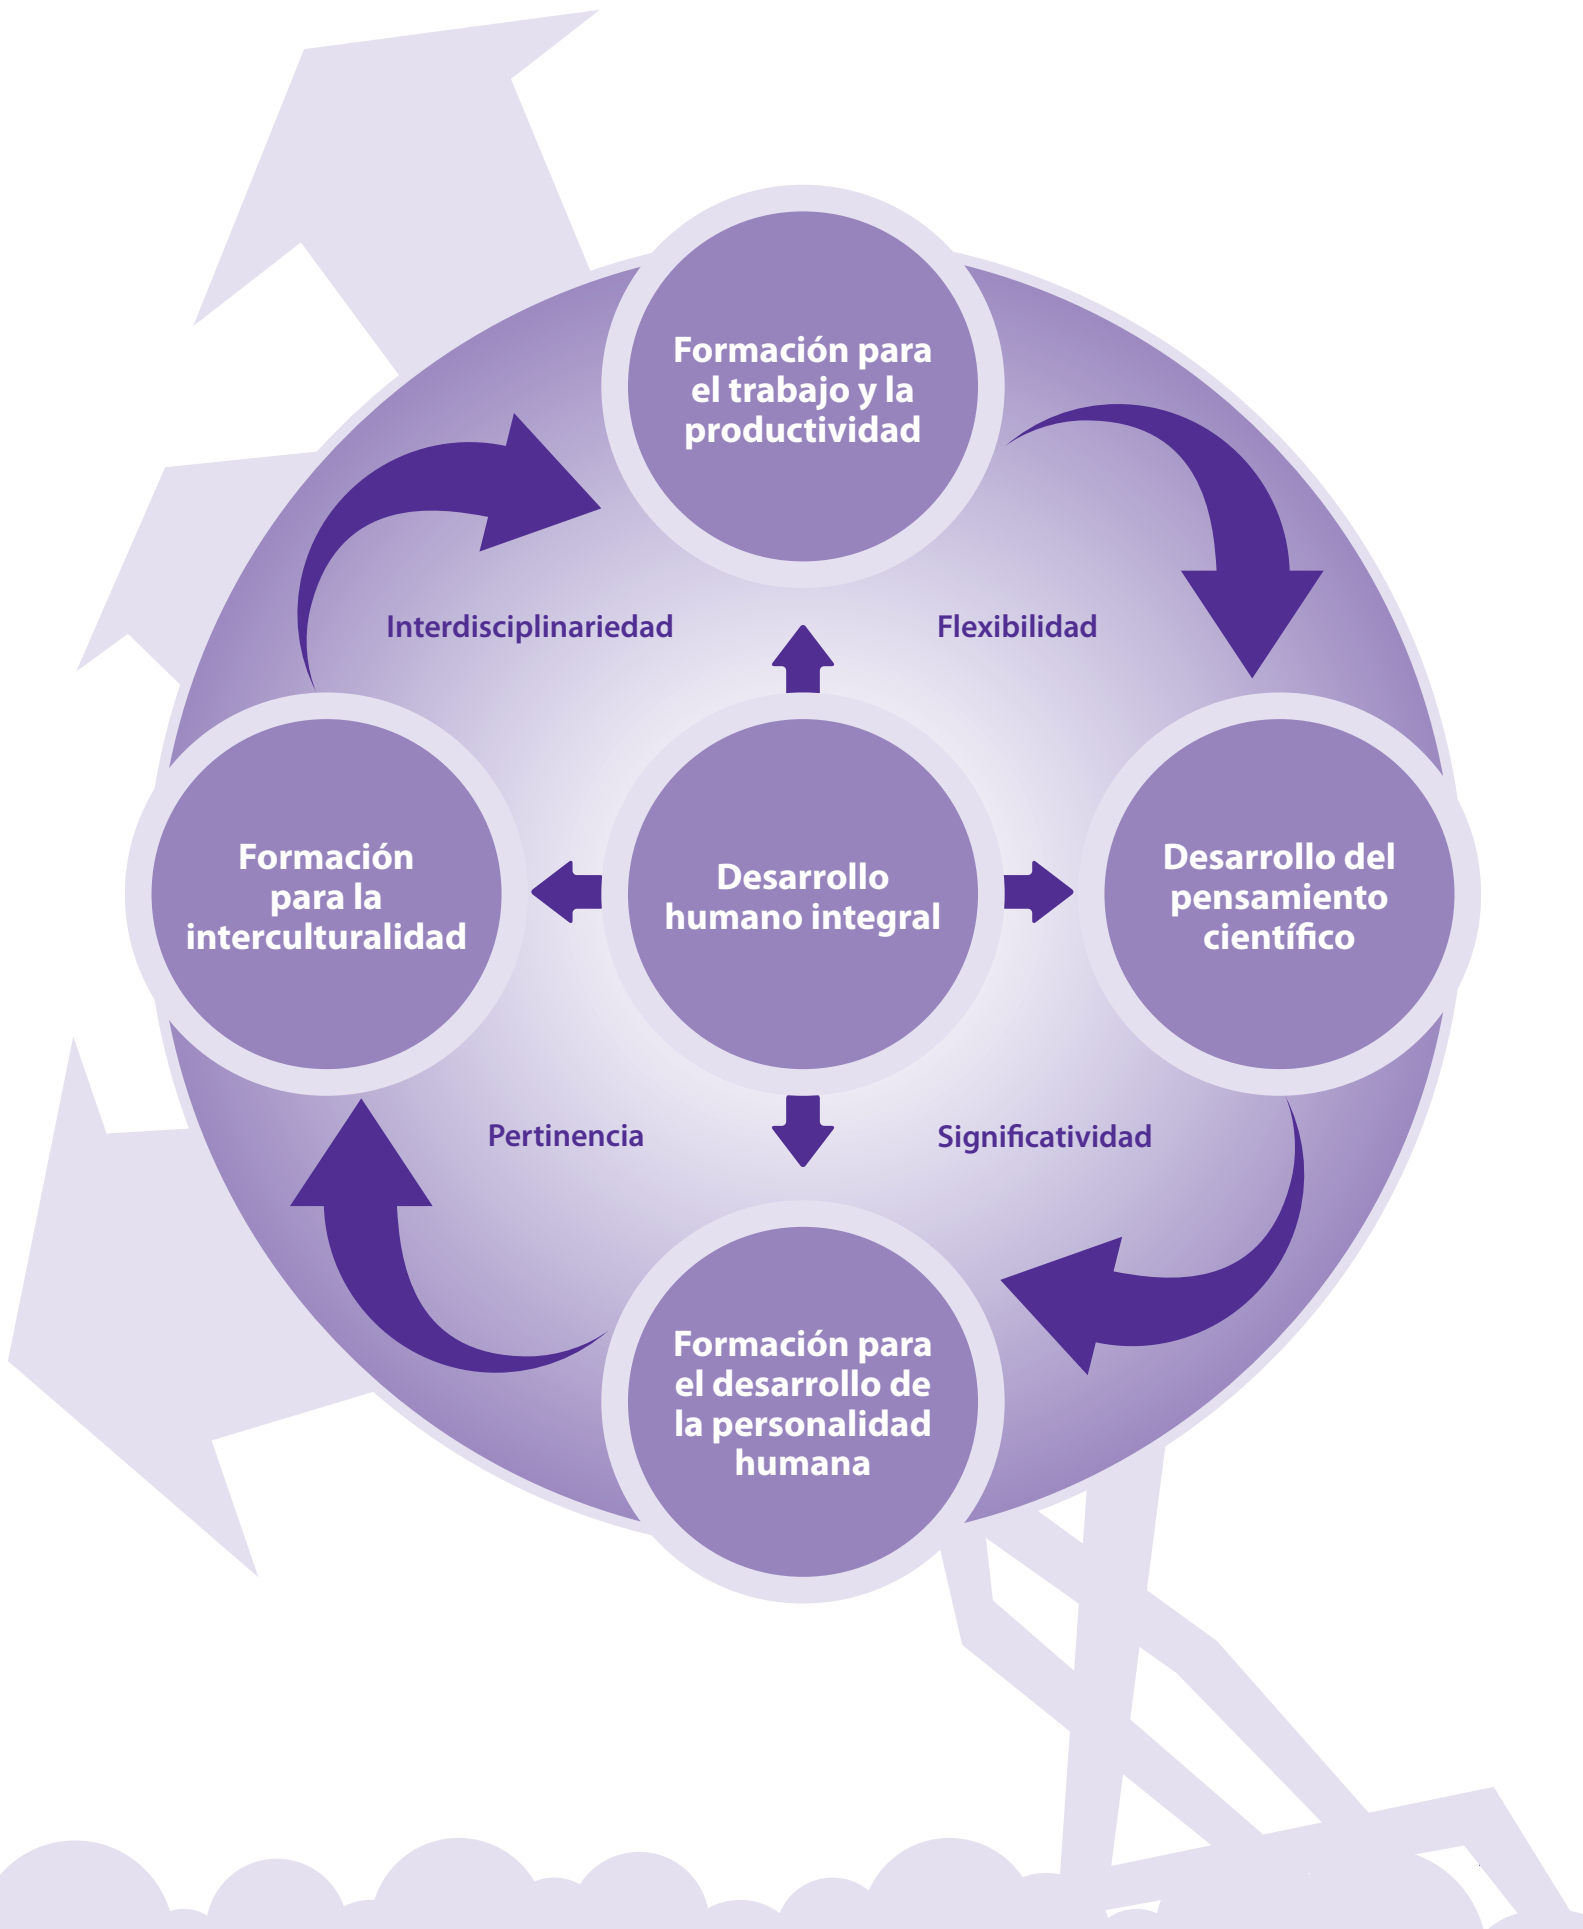 Formación para
el trabajo y la
productividad
Interdisciplinariedad
Flexibilidad
Formación
para la
interculturalidad
Desarrollo
humano integral
Desarrollo del
pensamiento
científico
Pertinencia
Significatividad
Formación para
el desarrollo de
la personalidad
humana